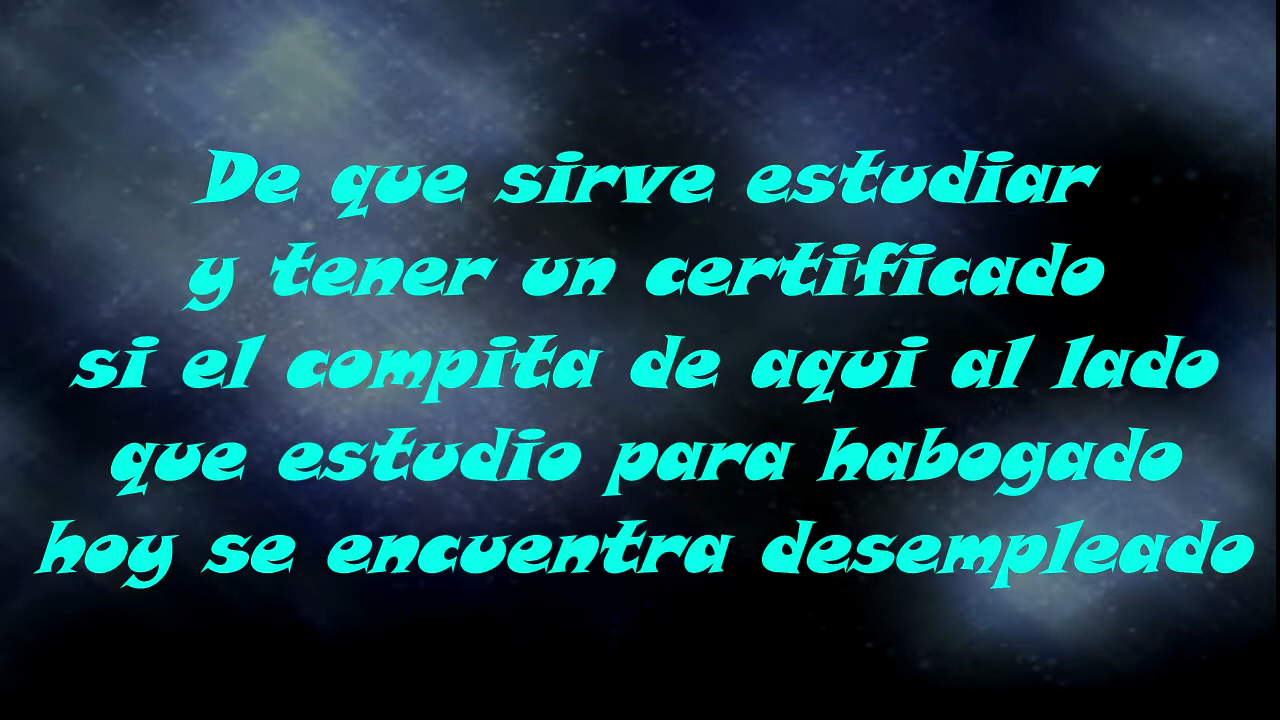 De que sirve estudiar
y tener un certificado
si el compita de aqui al lado
que estudio para habogado
hoy se encuentra desempleado